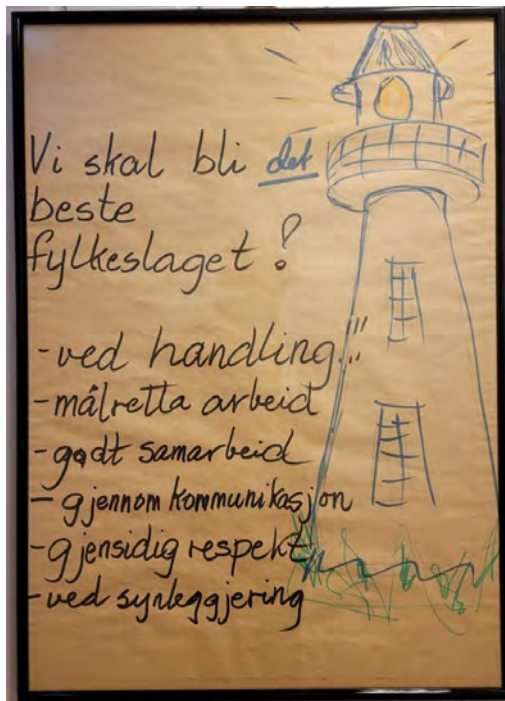 Vi skal bli det
beste
fylkeslaget!
-ved handling!!!
-målretta arbeid
-godt samarbeid
-gjennom kommunikasjon
-gjensidig respekt
-ved synleggjering